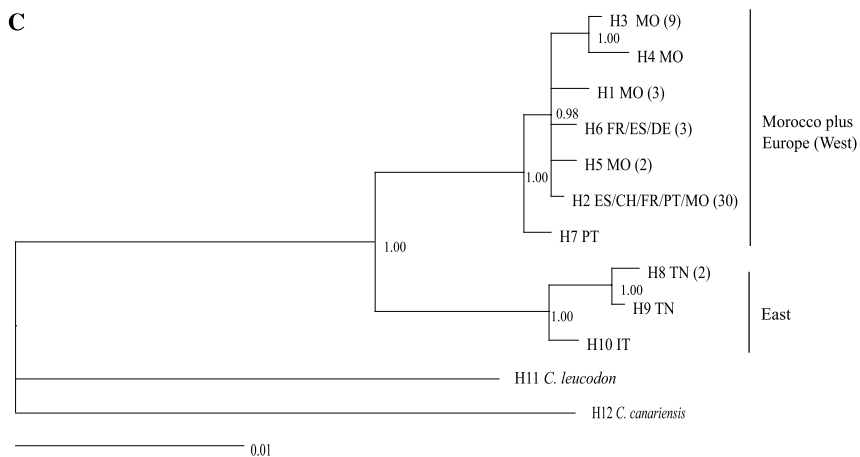 C
H3 MO (9)
1.00
H4 MO
H1 MO (3)
0.98
H6 FR/ES/DE (3)
Morocco plus
Europe (West)
H5 MO (2)
1.00
H2 ES/CH/FR/PT/MO (30)
H7 PT
1.00
H8 TN (2)
1.00
H9 TN
1.00
East
H10 IT
H11 C. leucodon
H12 C. canariensis
0.01